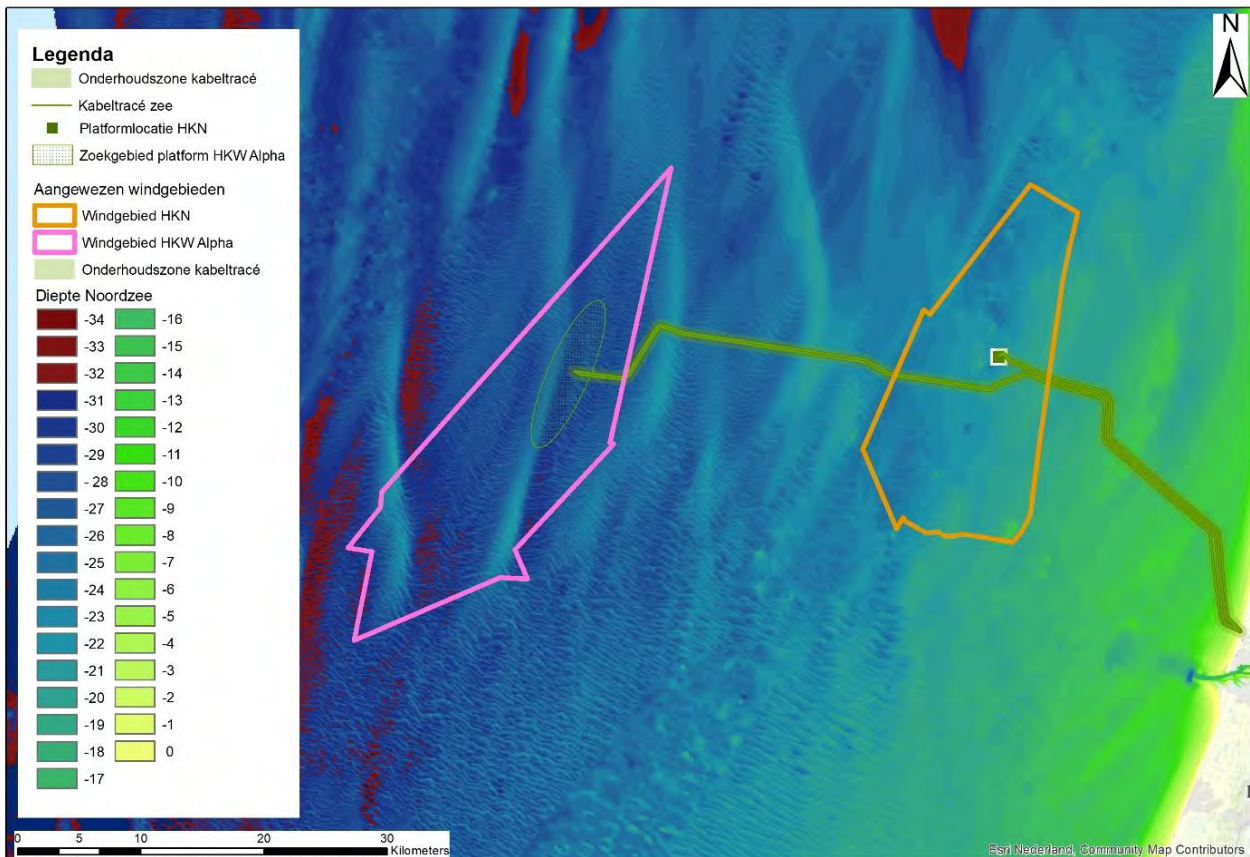 N
Legenda
Onderhoudszone kabeltracé
Kabeltracé zee
Platformlocatie HKN
Zoekgebied platform HKW Alpha
Aangewezen windgebieden
Windgebied HKN
Windgebied HKW Alpha
Onderhoudszone kabeltracé
Diepte Noordzee
-34 -16
-33 -15
-32 -14
-31 -13
-30 -12
-29 -11
-28 -10
-27 -9
-26 -8
-25 -7
-24 -6
-23 -5
-22 -4
-21 -3
-20 -2
-19 -1
-18 0
-17
0 5 10 20 30
Kilometers
Esri Nederland, Community Map Contributors